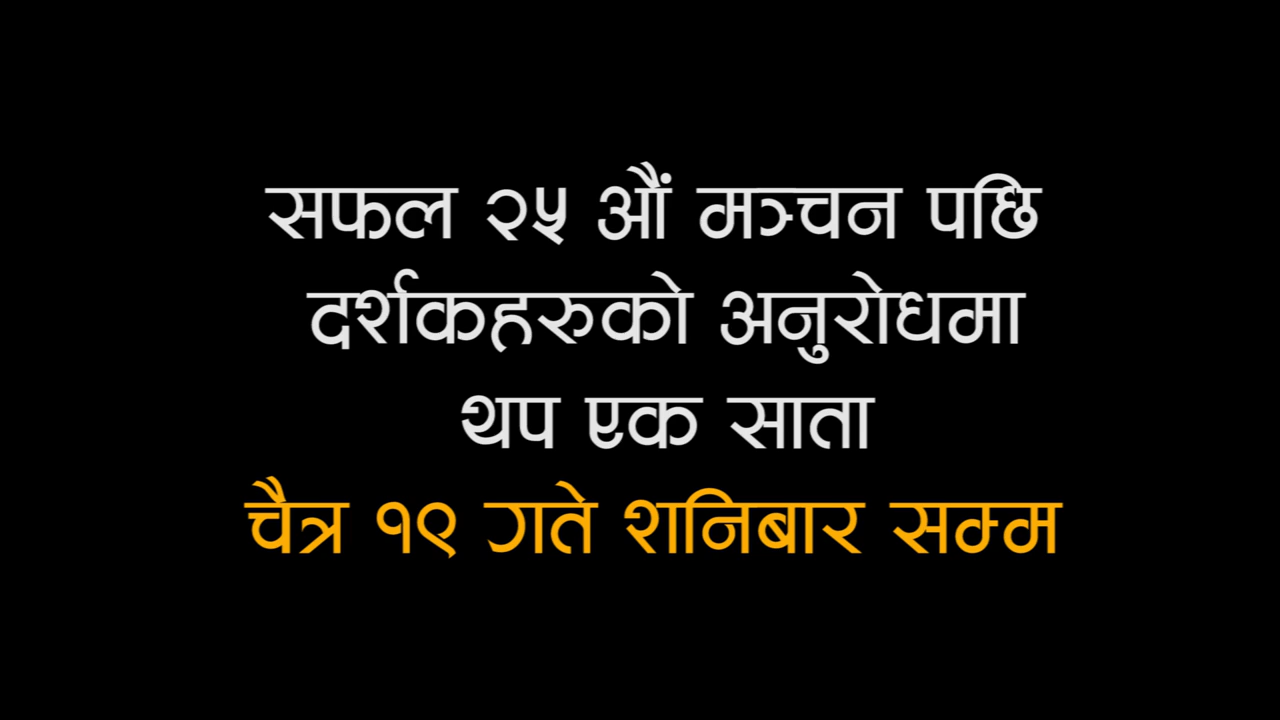 सफल २५ औं मञ्चन पछि
दर्शकहरुको अनुरोधमा
थप एक साता
चैत्र १९ गते शनिबार सम्म